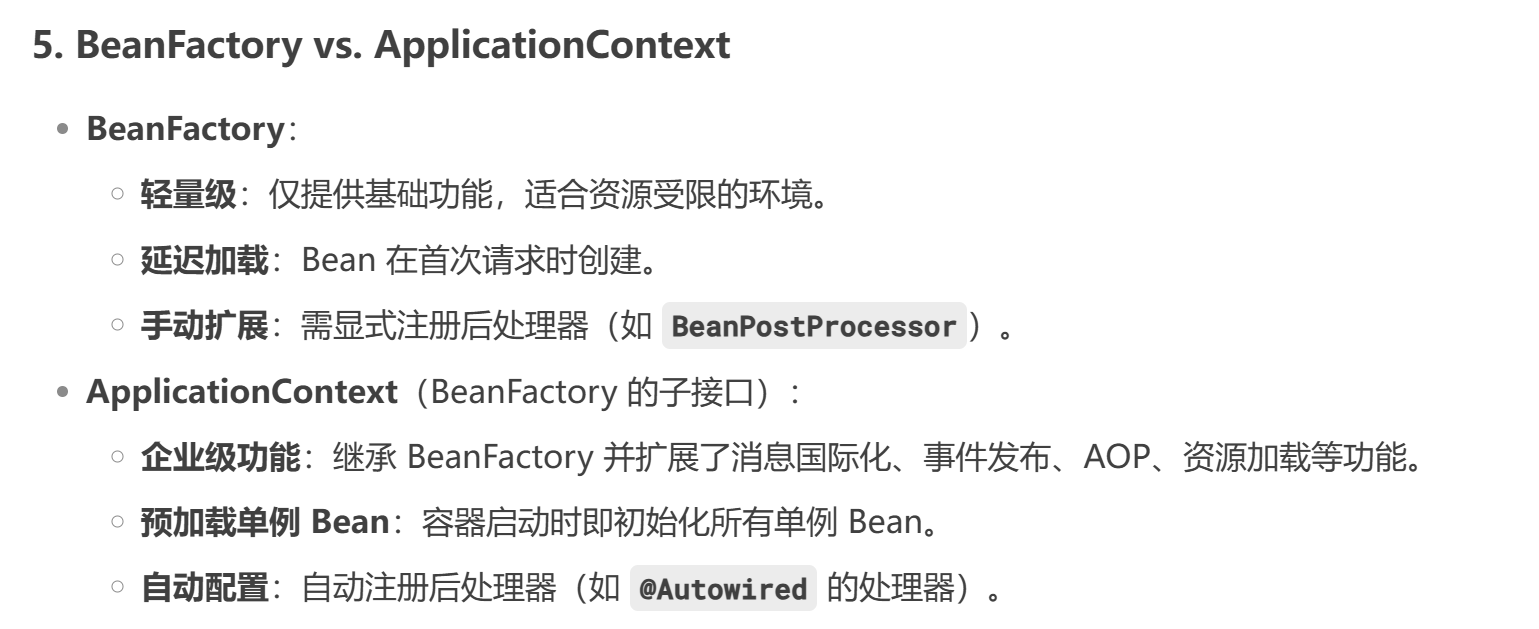 5. BeanFactory vs. ApplicationContext
BeanFactory：
轻量级：仅提供基础功能，适合资源受限的环境。
延迟加载：Bean 在首次请求时创建。
手动扩展：需显式注册后处理器（如 BeanPostProcessor）。
ApplicationContext（BeanFactory 的子接口）：
企业级功能：继承 BeanFactory 并扩展了消息国际化、事件发布、AOP、资源加载等功能。
预加载单例 Bean：容器启动时即初始化所有单例 Bean。
自动配置：自动注册后处理器（如 @Autowired 的处理器）。